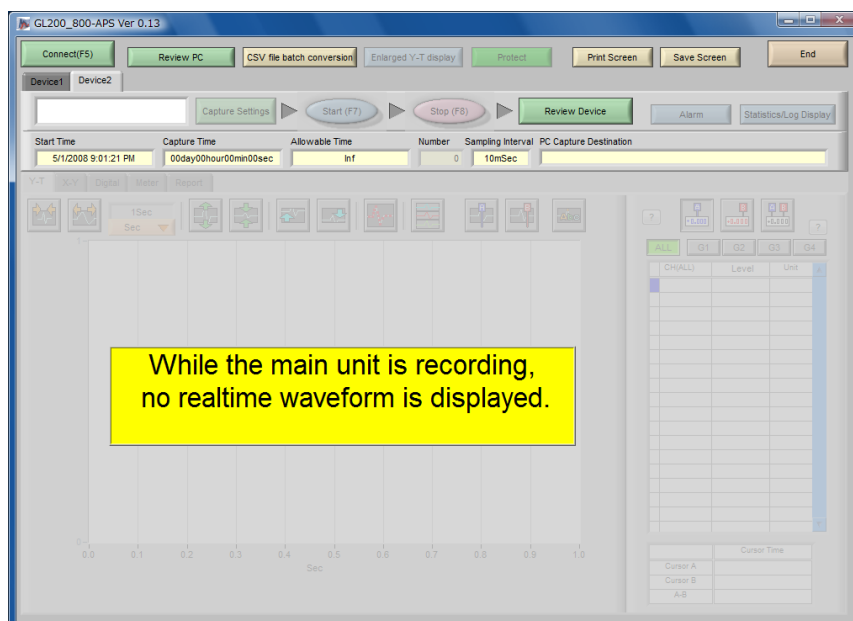 GL200_800-APS Ver 0.13
Connect(F5)
Review PC
CSV file batch conversion
Enlarged Y-T display
Protect
Print Screen
Save Screen
End
Device1
Device2
Capture Settings
Start (F7)
Stop (F8)
Review Device
Alarm
Statistics/Log Display
Start Time
Capture Time
Allowable Time
Number
Sampling Interval
PC Capture Destination
5/1/2008 9:01:21 PM
00day00hour00min00sec
Inf
0
10mSec
Y-T
X-Y
Digital
Meter
Report
1Sec
Sec
?
?
ALL
G1
G2
G3
G4
CH(ALL)
Level
Unit
1
While the main unit is recording,
no realtime waveform is displayed.
0
0.0
0.1
0.2
0.3
0.4
0.5
0.6
0.7
0.8
0.9
1.0
Sec
Cursor Time
Cursor A
Cursor B
A-B